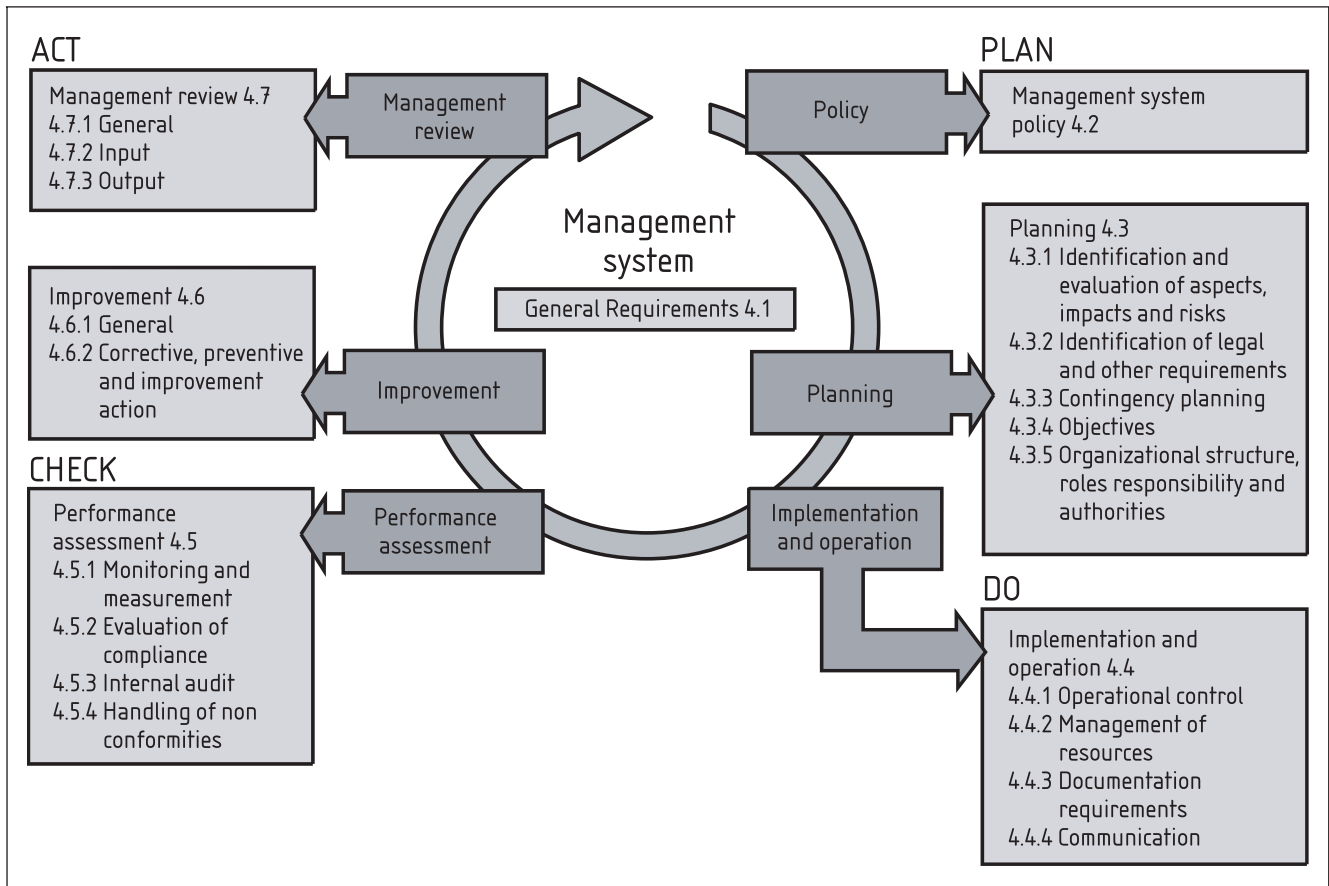 ACT
Management review 4.7
4.7.1 General
4.7.2 Input
4.7.3 Output
Management
review
Policy
PLAN
Management system
policy 4.2
Management
system
General Requirements 4.1
Planning 4.3
4.3.1 Identification and
evaluation of aspects,
impacts and risks
4.3.2 Identification of legal
and other requirements
4.3.3 Contingency planning
4.3.4 Objectives
4.3.5 Organizational structure,
roles responsibility and
authorities
Improvement 4.6
4.6.1 General
4.6.2 Corrective, preventive
and improvement
action
Improvement
Planning
CHECK
Performance
assessment 4.5
4.5.1 Monitoring and
measurement
4.5.2 Evaluation of
compliance
4.5.3 Internal audit
4.5.4 Handling of non
conformities
Performance
assessment
Implementation
and operation
DO
Implementation and
operation 4.4
4.4.1 Operational control
4.4.2 Management of
resources
4.4.3 Documentation
requirements
4.4.4 Communication